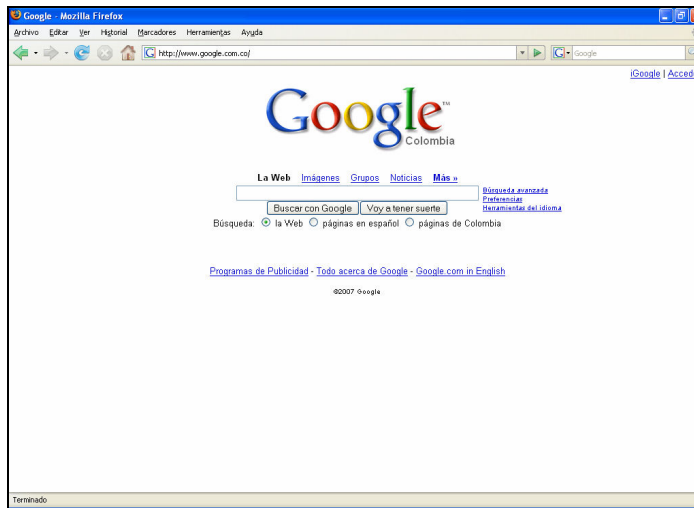 Google - Mozilla Firefox
Archivo Editar Ver Historial Marcadores Herramientas Ayuda
http://www.google.com.co/ Google
iGoogle | Acced
Google™
Colombia
La Web Imágenes Grupos Noticias Más »
Búsqueda avanzada
Preferencias
Herramientas del idioma
Buscar con Google Voy a tener suerte
Búsqueda: la Web páginas en español páginas de Colombia
Programas de Publicidad - Todo acerca de Google - Google.com in English
©2007 Google
Terminado